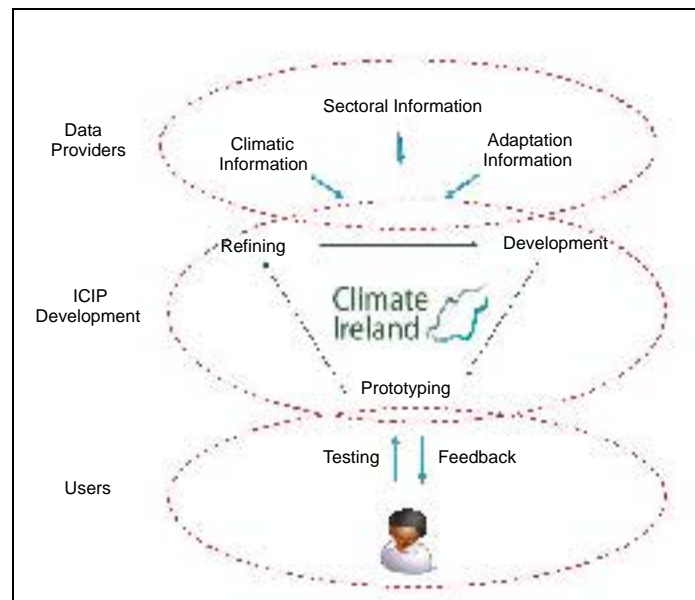 Sectoral Information
Data
Providers
Climatic
Information
Adaptation
Information
Refining
Development
ICIP
Development
Climate
Ireland
Prototyping
Testing
Feedback
Users